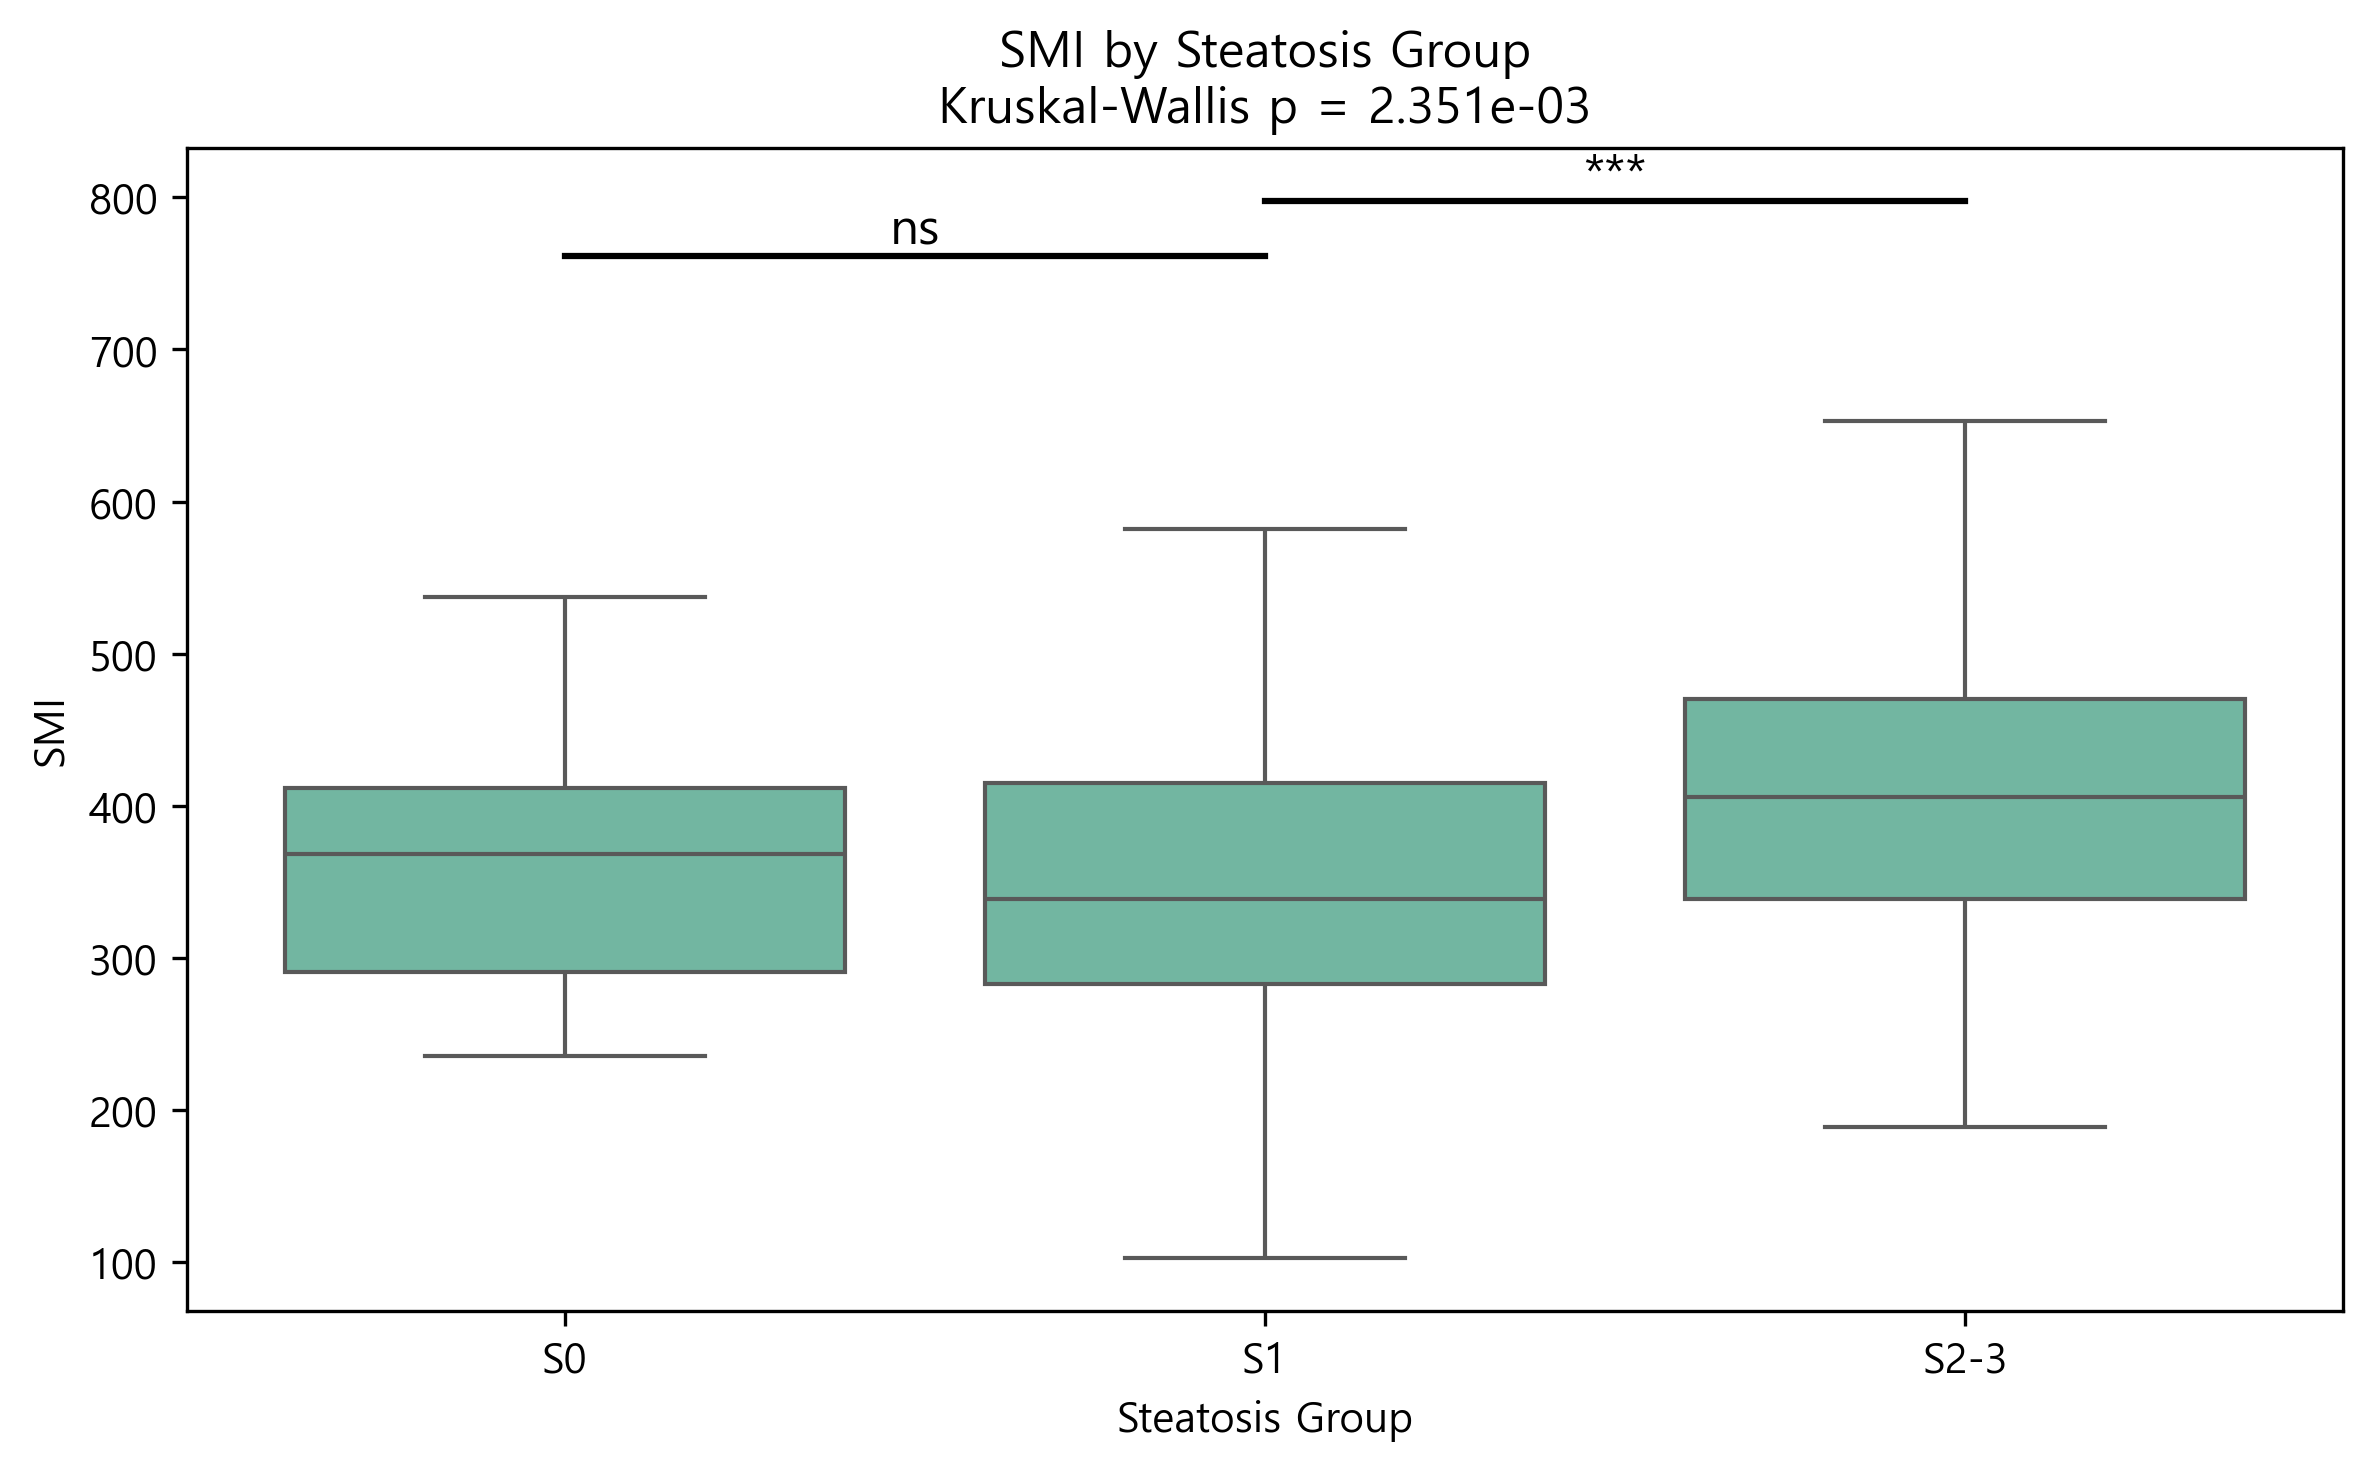 SMI by Steatosis Group
Kruskal-Wallis p = 2.351e-03
***
ns
800
700
600
500
400
300
200
100
SMI
S0 S1 S2-3
Steatosis Group